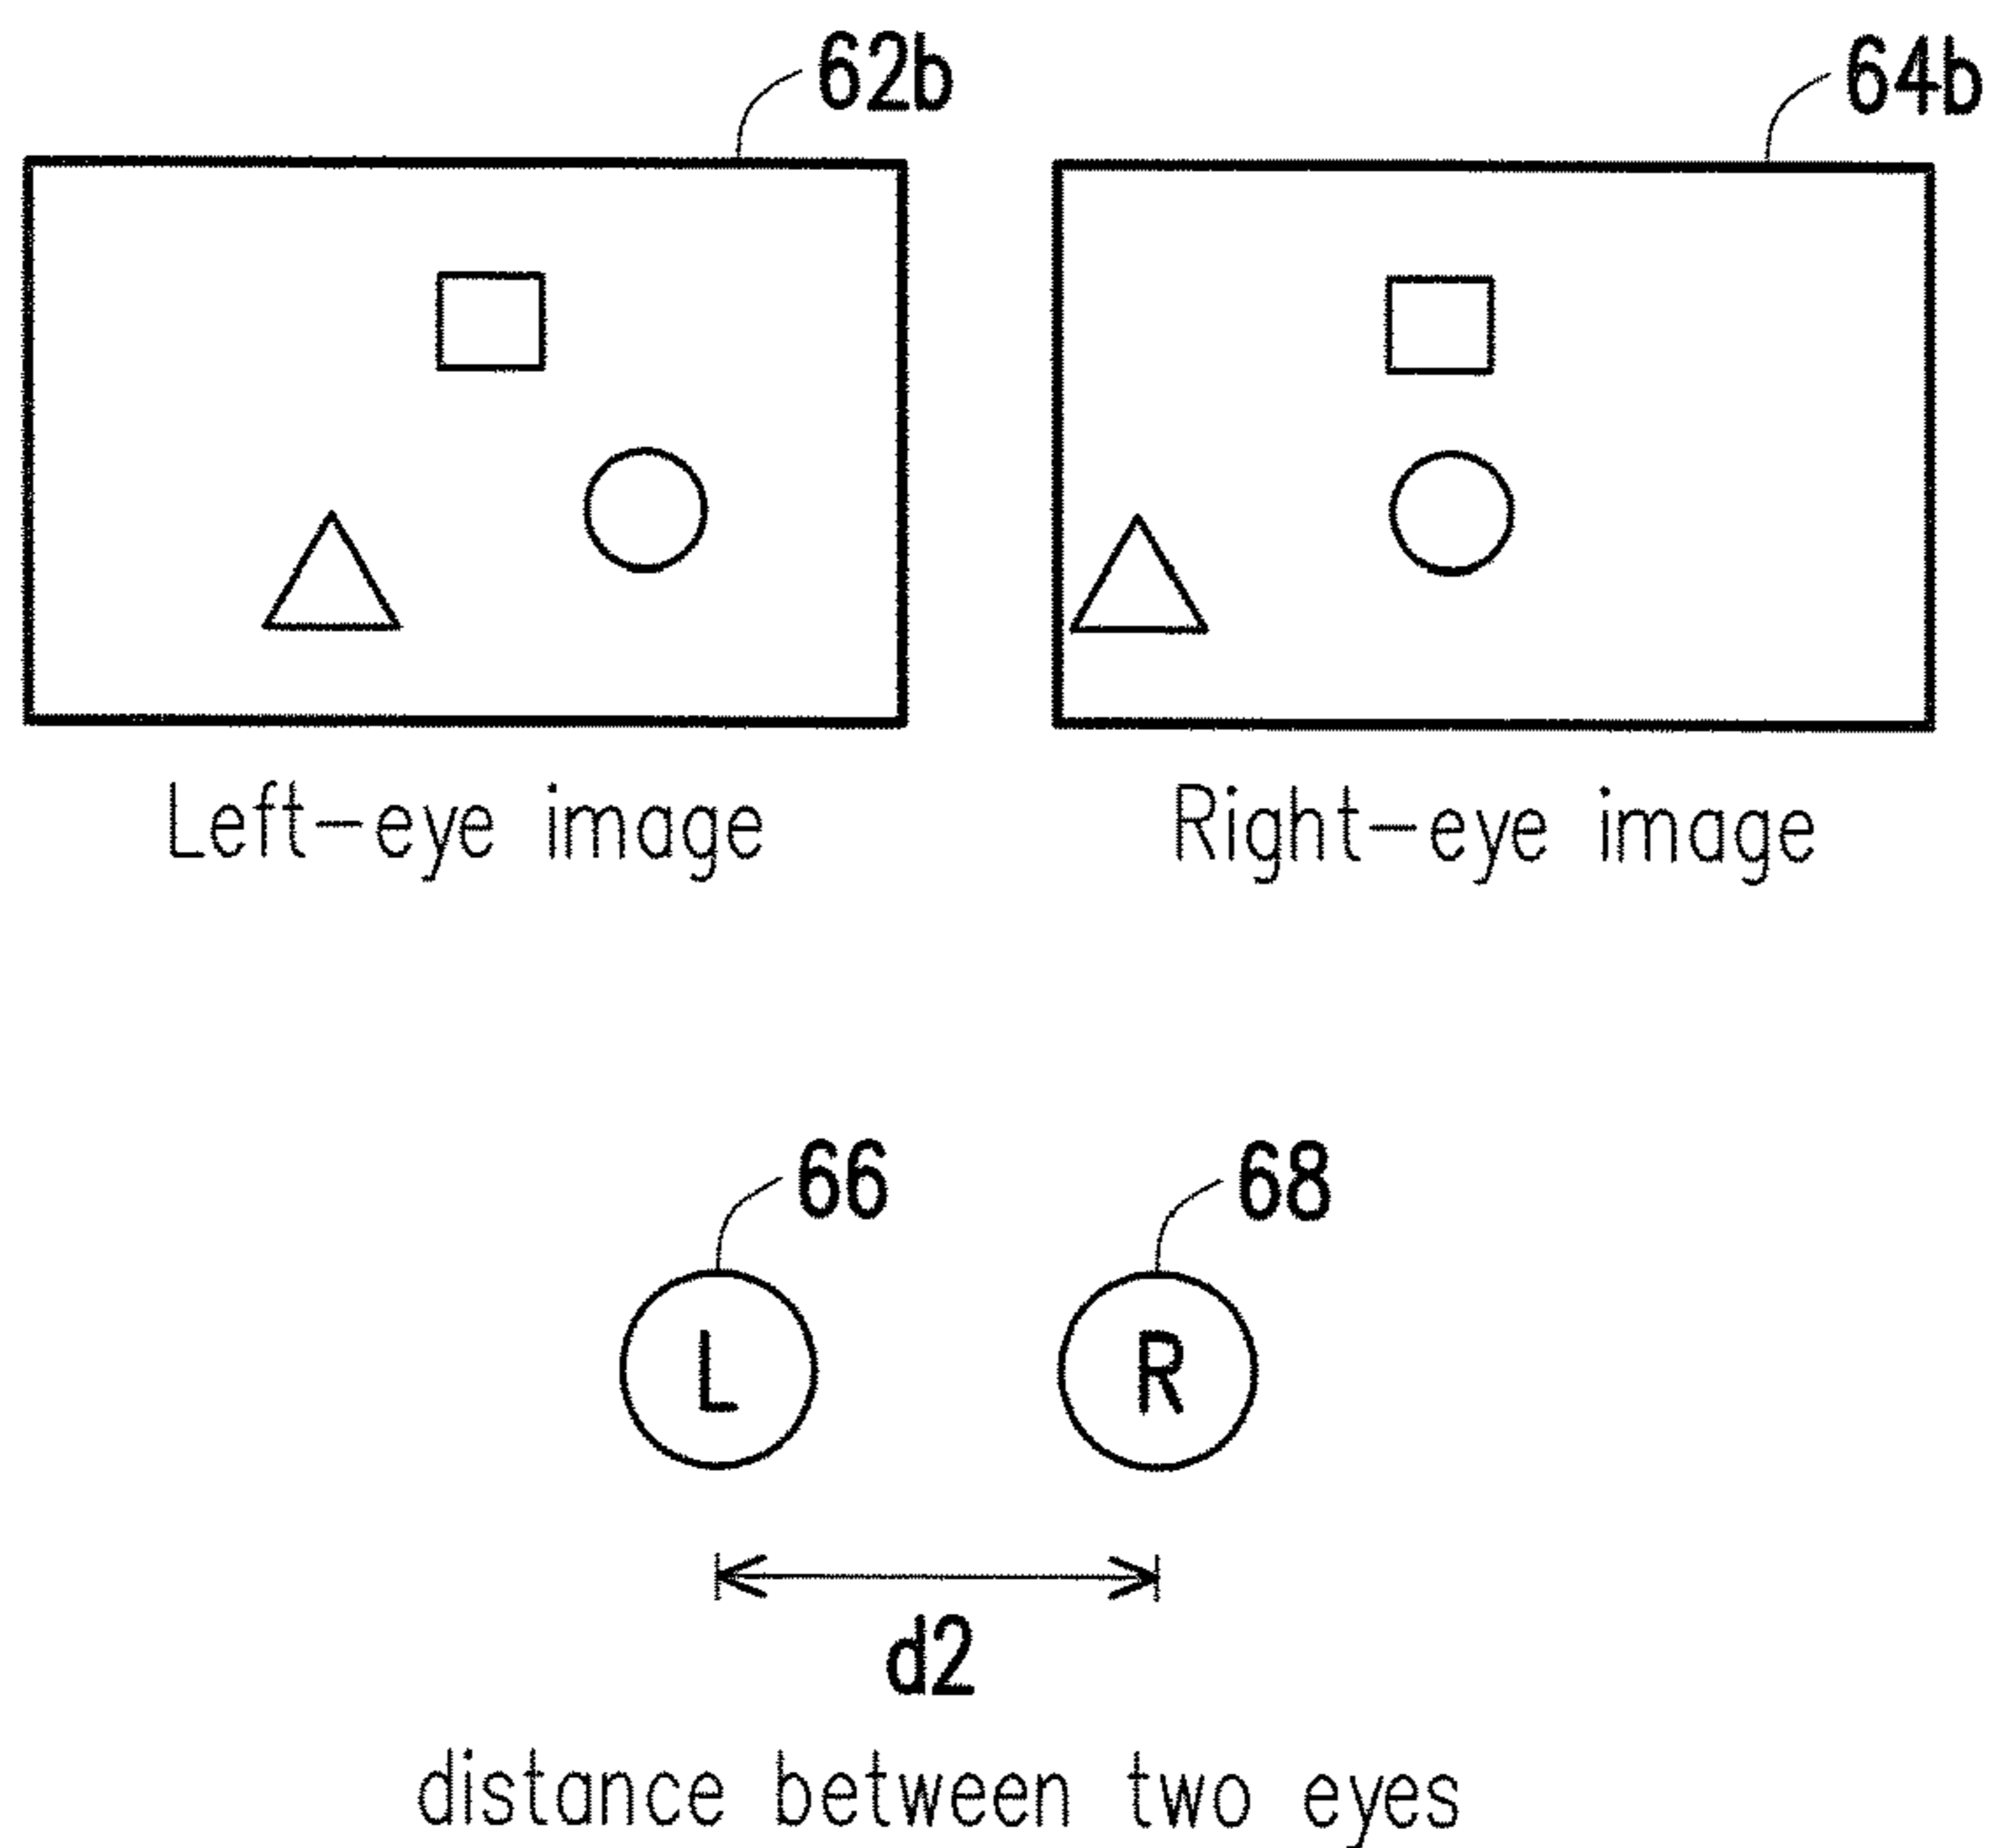 62b 64b
Left-eye image Right-eye image
66 68
L R
d2
distance between two eyes